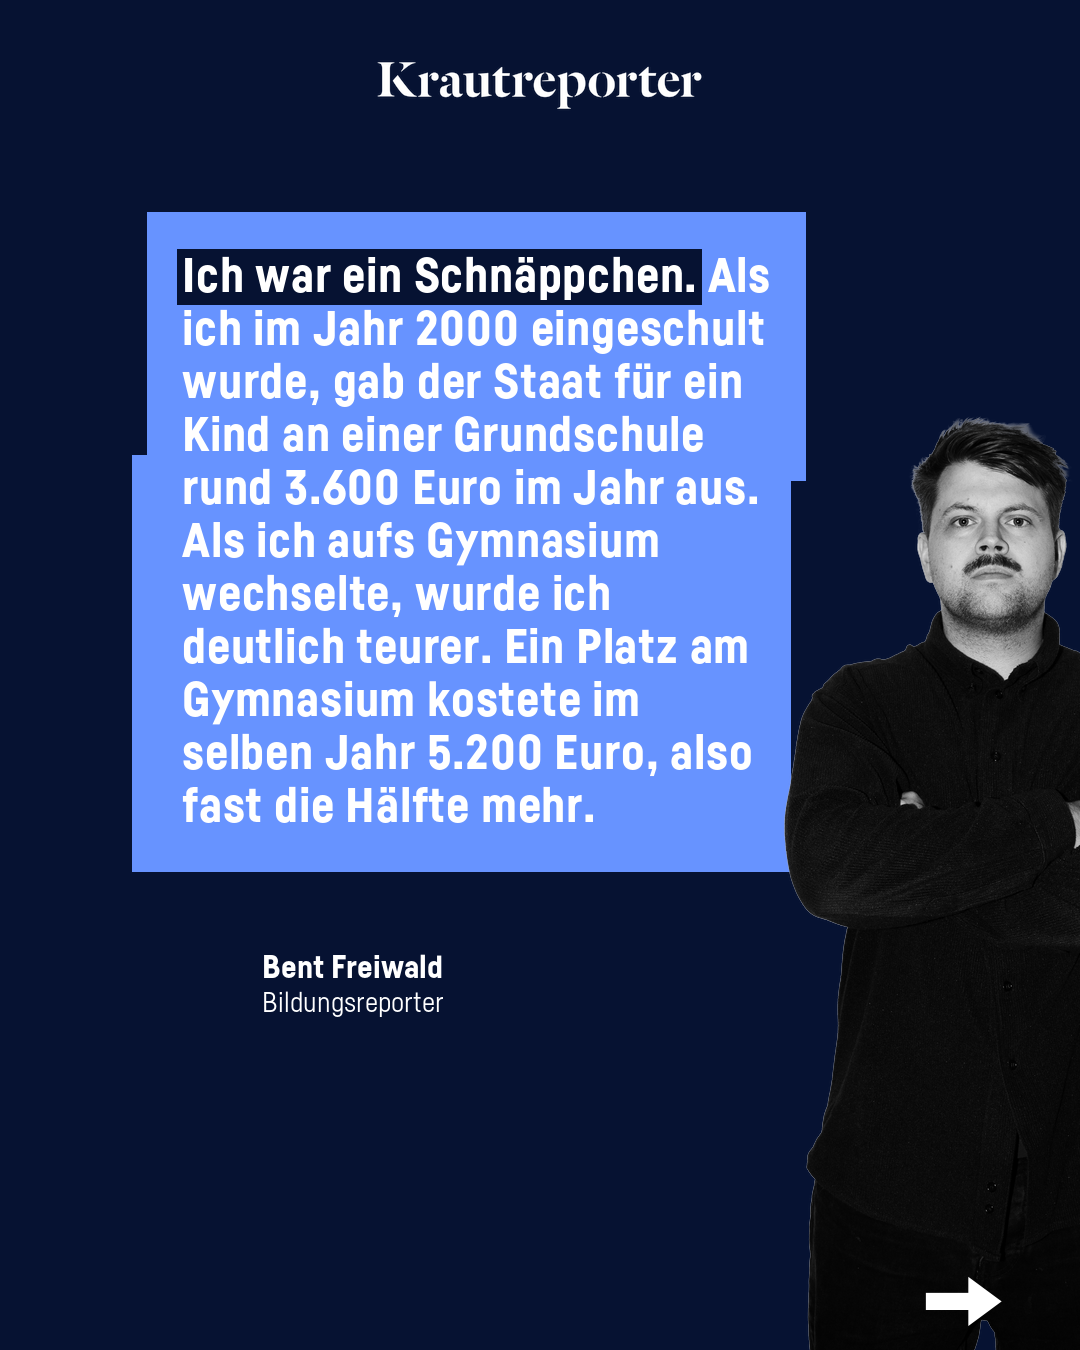 Krautreporter
Ich war ein Schnäppchen. Als
ich im Jahr 2000 eingeschult
wurde, gab der Staat für ein
Kind an einer Grundschule
rund 3.600 Euro im Jahr aus.
Als ich aufs Gymnasium
wechselte, wurde ich
deutlich teurer. Ein Platz am
Gymnasium kostete im
selben Jahr 5.200 Euro, also
fast die Hälfte mehr.
Bent Freiwald
Bildungsreporter